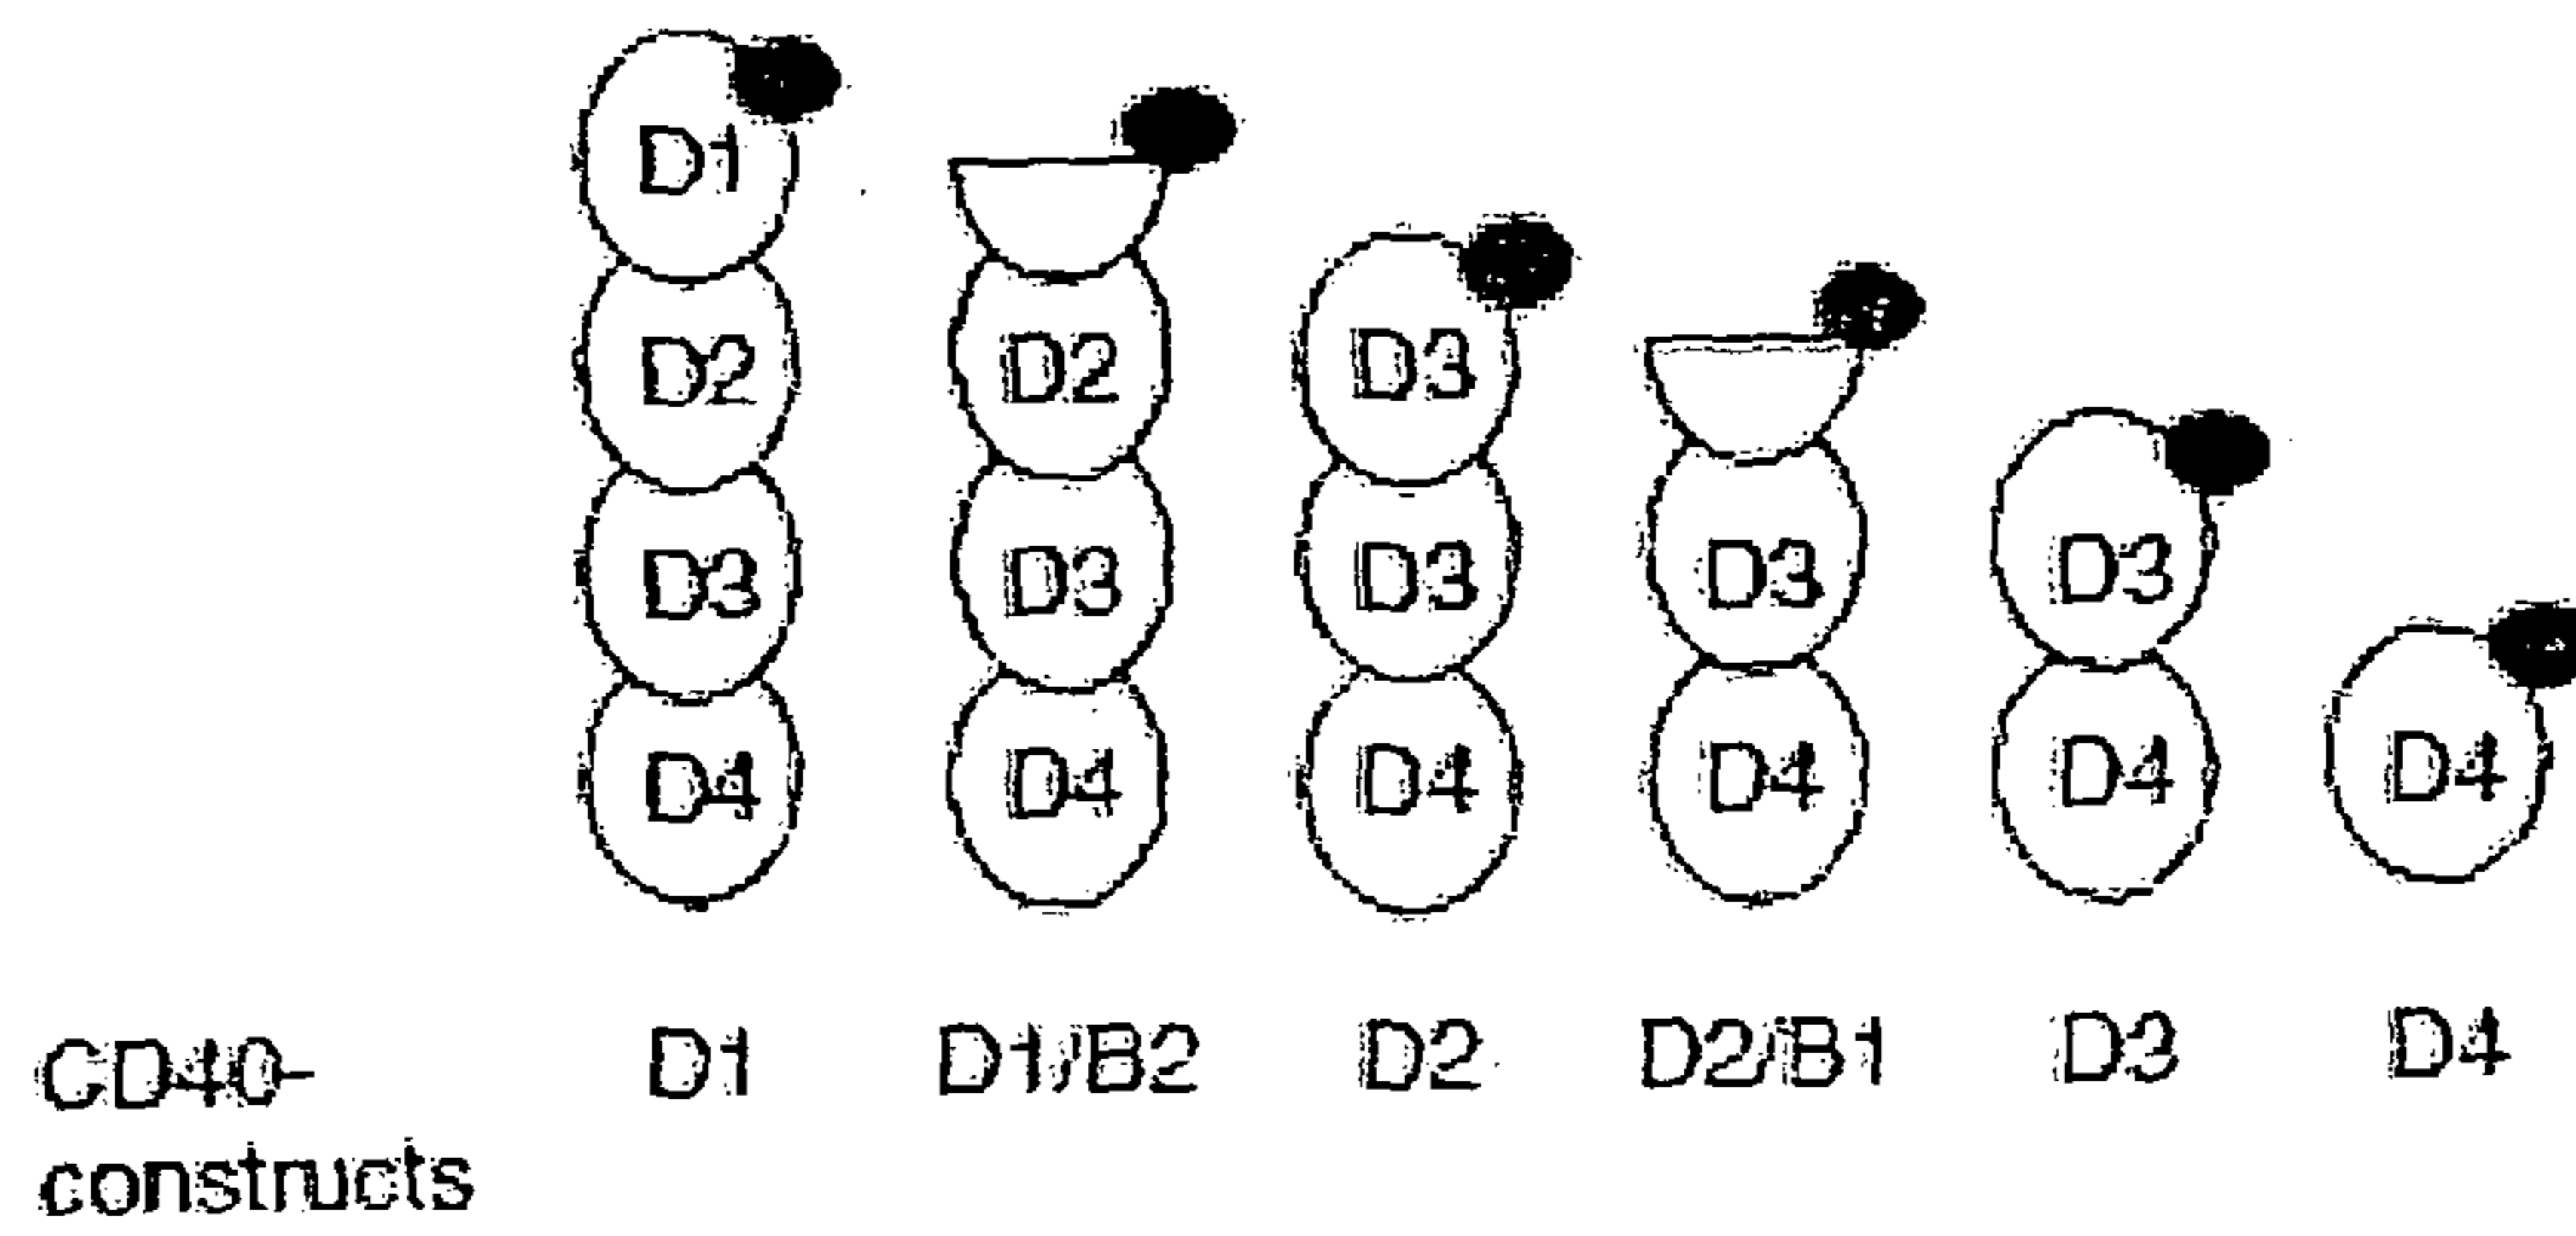 D1
D2 D2 D3
D3 D3 D3 D3 D3
D4 D4 D4 D4 D4 D4
CD40- D1 D1/B2 D2 D2/B1 D3 D4
constructs